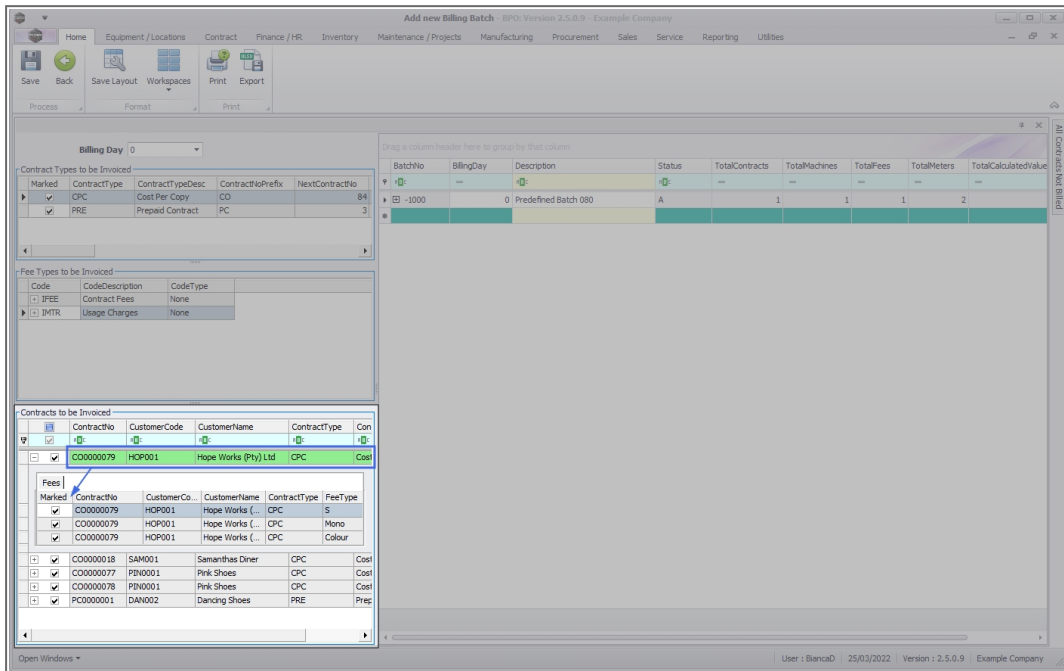 Add new Billing Batch - BPO: Version 2.5.0.9 - Example Company
Home Equipment / Locations Contract Finance / HR Inventory Maintenance / Projects Manufacturing Procurement Sales Service Reporting Utilities
Save Back Save Layout Workspaces Print Export
Process Format Print
Billing Day 0
Contract Types to be Invoiced
Marked ContractType ContractTypeDesc ContractNoPrefix NextContractNo
CPC Cost Per Copy CO 84
PRE Prepaid Contract PC 3
Fee Types to be Invoiced
Code CodeDescription CodeType
IFEE Contract Fees None
IMTR Usage Charges None
Contracts to be Invoiced
ContractNo CustomerCode CustomerName ContractType Con
CO0000079 HOP001 Hope Works (Pty) Ltd CPC Cost
Fees
Marked ContractNo CustomerCo... CustomerName ContractType FeeType
CO0000079 HOP001 Hope Works (... CPC S
CO0000079 HOP001 Hope Works (... CPC Mono
CO0000079 HOP001 Hope Works (... CPC Colour
CO0000018 SAM001 Samanthas Diner CPC Cost
CO0000077 PIN0001 Pink Shoes CPC Cost
CO0000078 PIN0001 Pink Shoes CPC Cost
PC0000001 DAN002 Dancing Shoes PRE Prep
Drag a column header here to group by that column
BatchNo BillingDay Description Status TotalContracts TotalMachines TotalFees TotalMeters TotalCalculatedValue
-1000 0 Predefined Batch 080 A 1 1 1 2
All Contracts Not Billed
Open Windows User : BiancaD 25/03/2022 Version : 2.5.0.9 Example Company